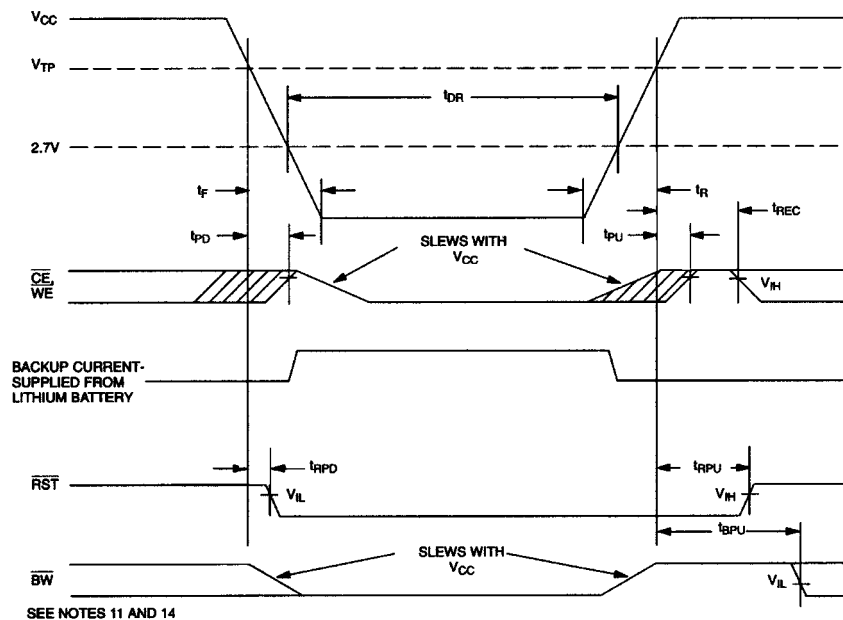 VCC
VTP
tDR
2.7V
tF
tR
tREC
tPD
tPU
SLEWS WITH
VCC
CE,
WE
VIH
BACKUP CURRENT-
SUPPLIED FROM
LITHIUM BATTERY
tRPD
tRPU
RST
VIL
VIH
tBPU
SLEWS WITH
VCC
BW
VIL
SEE NOTES 11 AND 14